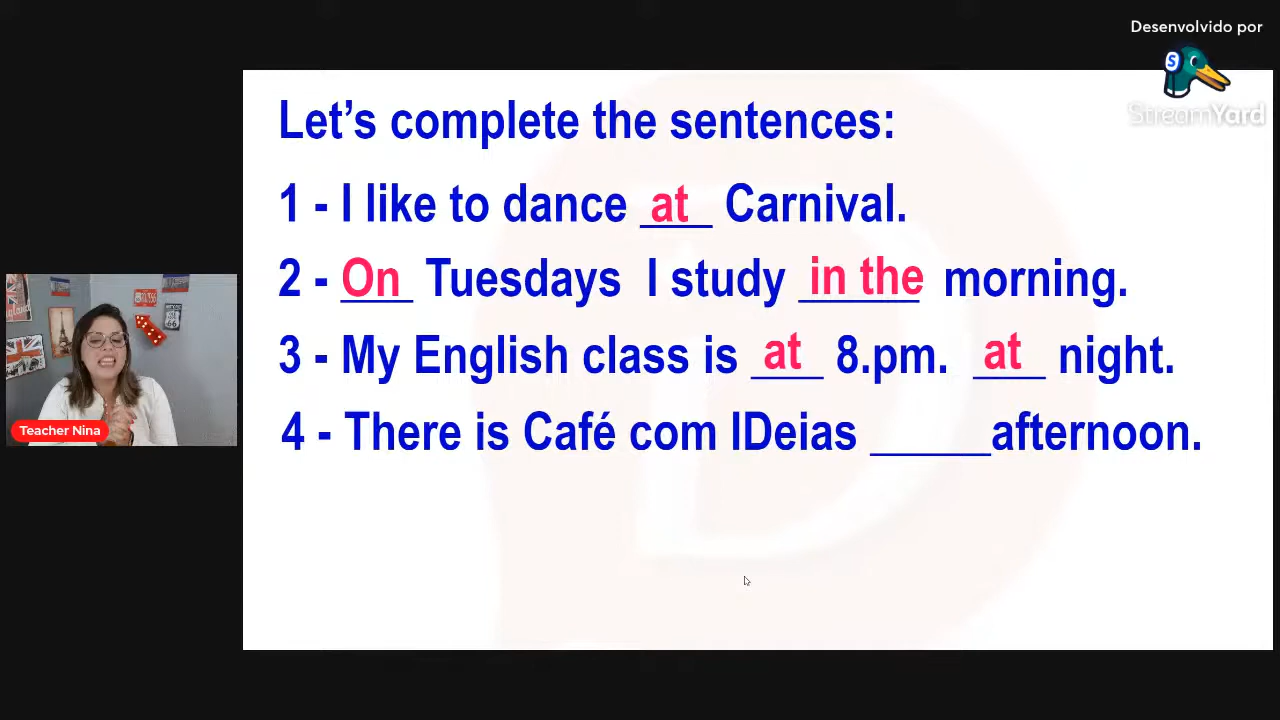 Desenvolvido por
StreamYard
Let's complete the sentences:
1 - I like to dance at Carnival.
2 - On Tuesdays I study in the morning.
3 - My English class is at 8.pm. at night.
4 - There is Café com IDeias ______afternoon.
Teacher Nina